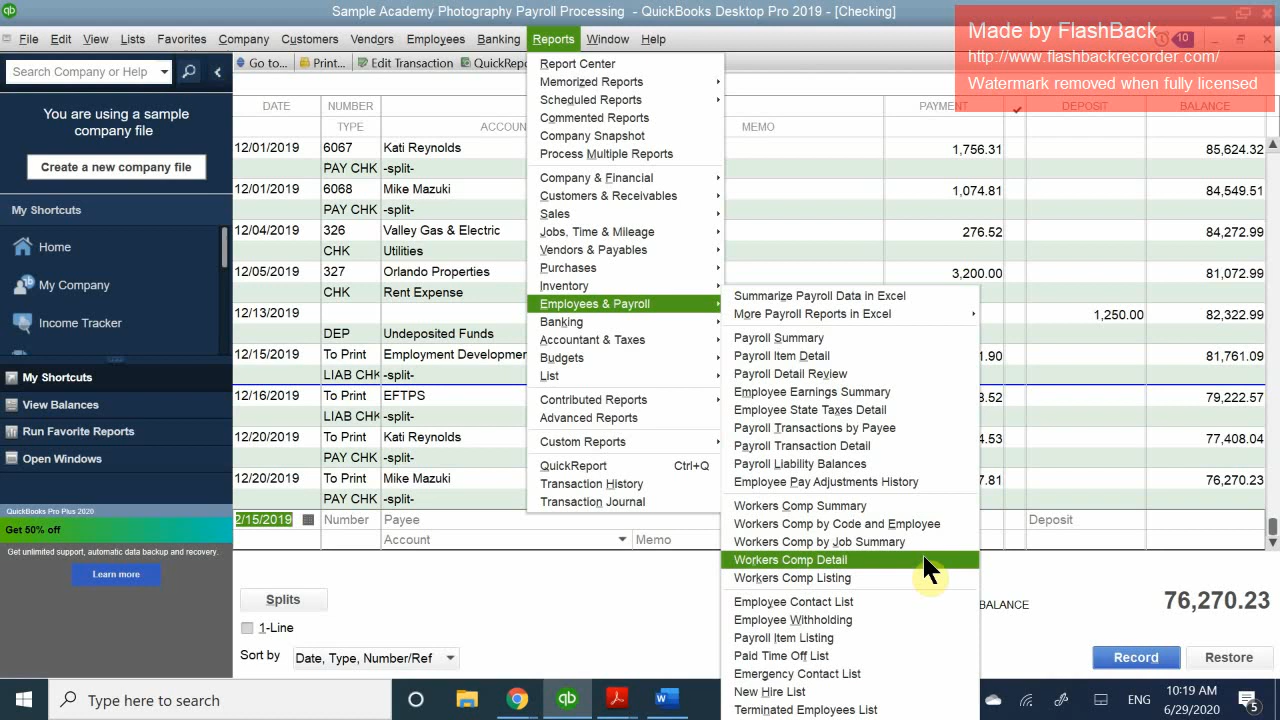 Sample Academy Photography Payroll Processing - QuickBooks Desktop Pro 2019 - [Checking]
File Edit View Lists Favorites Company Customers Vendors Employees Banking Reports Window Help
Made by FlashBack
10
http://www.flashbackrecorder.com/
Watermark removed when fully licensed
Search Company or Help
You are using a
sample
company file
Create a new company file
My Shortcuts
Home
My Company
Income Tracker
My Shortcuts
View Balances
Run Favorite Reports
Open Windows
QuickBooks Pro Plus 2020
Get 50% off
Get unlimited support, automatic data backup and recovery.
Learn more
Go to... Print... Edit Transaction
DATE NUMBER PAYMENT DEPOSIT BALANCE
TYPE MEMO
12/01/2019 6067 Kati Reynolds 1,756.31 85,624.32
PAY CHK -split-
12/01/2019 6068 Mike Mazuki 1,074.81 84,549.51
PAY CHK -split-
12/04/2019 326 Valley Gas & Electric 276.52 84,272.99
CHK Utilities
12/05/2019 327 Orlando Properties 3,200.00 81,072.99
CHK Rent Expense
12/13/2019 1,250.00 82,322.99
DEP Undeposited Funds
12/15/2019 To Print Employment Developmen 1.90 81,761.09
LIAB CHK -split-
12/16/2019 To Print EFTPS 3.52 79,222.57
LIAB CHK -split-
12/20/2019 To Print Kati Reynolds 4.53 77,408.04
PAY CHK -split-
12/20/2019 To Print Mike Mazuki 7.81 76,270.23
PAY CHK -split-
2/15/2019 Number Payee Deposit
Account Memo
Splits
1-Line
Sort by Date, Type, Number/Ref
BALANCE 76,270.23
Record Restore
Report Center
Memorized Reports
Scheduled Reports
Commented Reports
Company Snapshot
Process Multiple Reports
Company & Financial
Customers & Receivables
Sales
Jobs, Time & Mileage
Vendors & Payables
Purchases
Inventory
Employees & Payroll
Banking
Accountant & Taxes
Budgets
List
Contributed Reports
Advanced Reports
Custom Reports
QuickReport Ctrl+Q
Transaction History
Transaction Journal
Summarize Payroll Data in Excel
More Payroll Reports in Excel
Payroll Summary
Payroll Item Detail
Payroll Detail Review
Employee Earnings Summary
Employee State Taxes Detail
Payroll Transactions by Payee
Payroll Transaction Detail
Payroll Liability Balances
Employee Pay Adjustments History
Workers Comp Summary
Workers Comp by Code and Employee
Workers Comp by Job Summary
Workers Comp Detail
Workers Comp Listing
Employee Contact List
Employee Withholding
Payroll Item Listing
Paid Time Off List
Emergency Contact List
New Hire List
Terminated Employees List
Type here to search
ENG
10:19 AM
6/29/2020
5